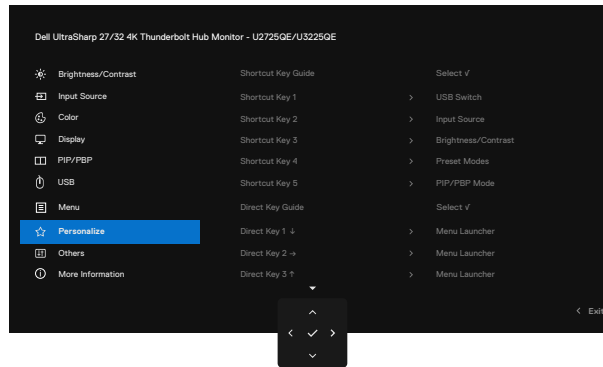 Dell UltraSharp 27/32 4K Thunderbolt Hub Monitor - U2725QE/U3225QE
Brightness/Contrast Shortcut Key Guide Select √
Input Source Shortcut Key 1 > USB Switch
Color Shortcut Key 2 > Input Source
Display Shortcut Key 3 > Brightness/Contrast
PIP/PBP Shortcut Key 4 > Preset Modes
USB Shortcut Key 5 > PIP/PBP Mode
Menu Direct Key Guide Select √
Personalize Direct Key 1 ↓ > Menu Launcher
Others Direct Key 2 → > Menu Launcher
More Information Direct Key 3 ↑ > Menu Launcher
< Exit